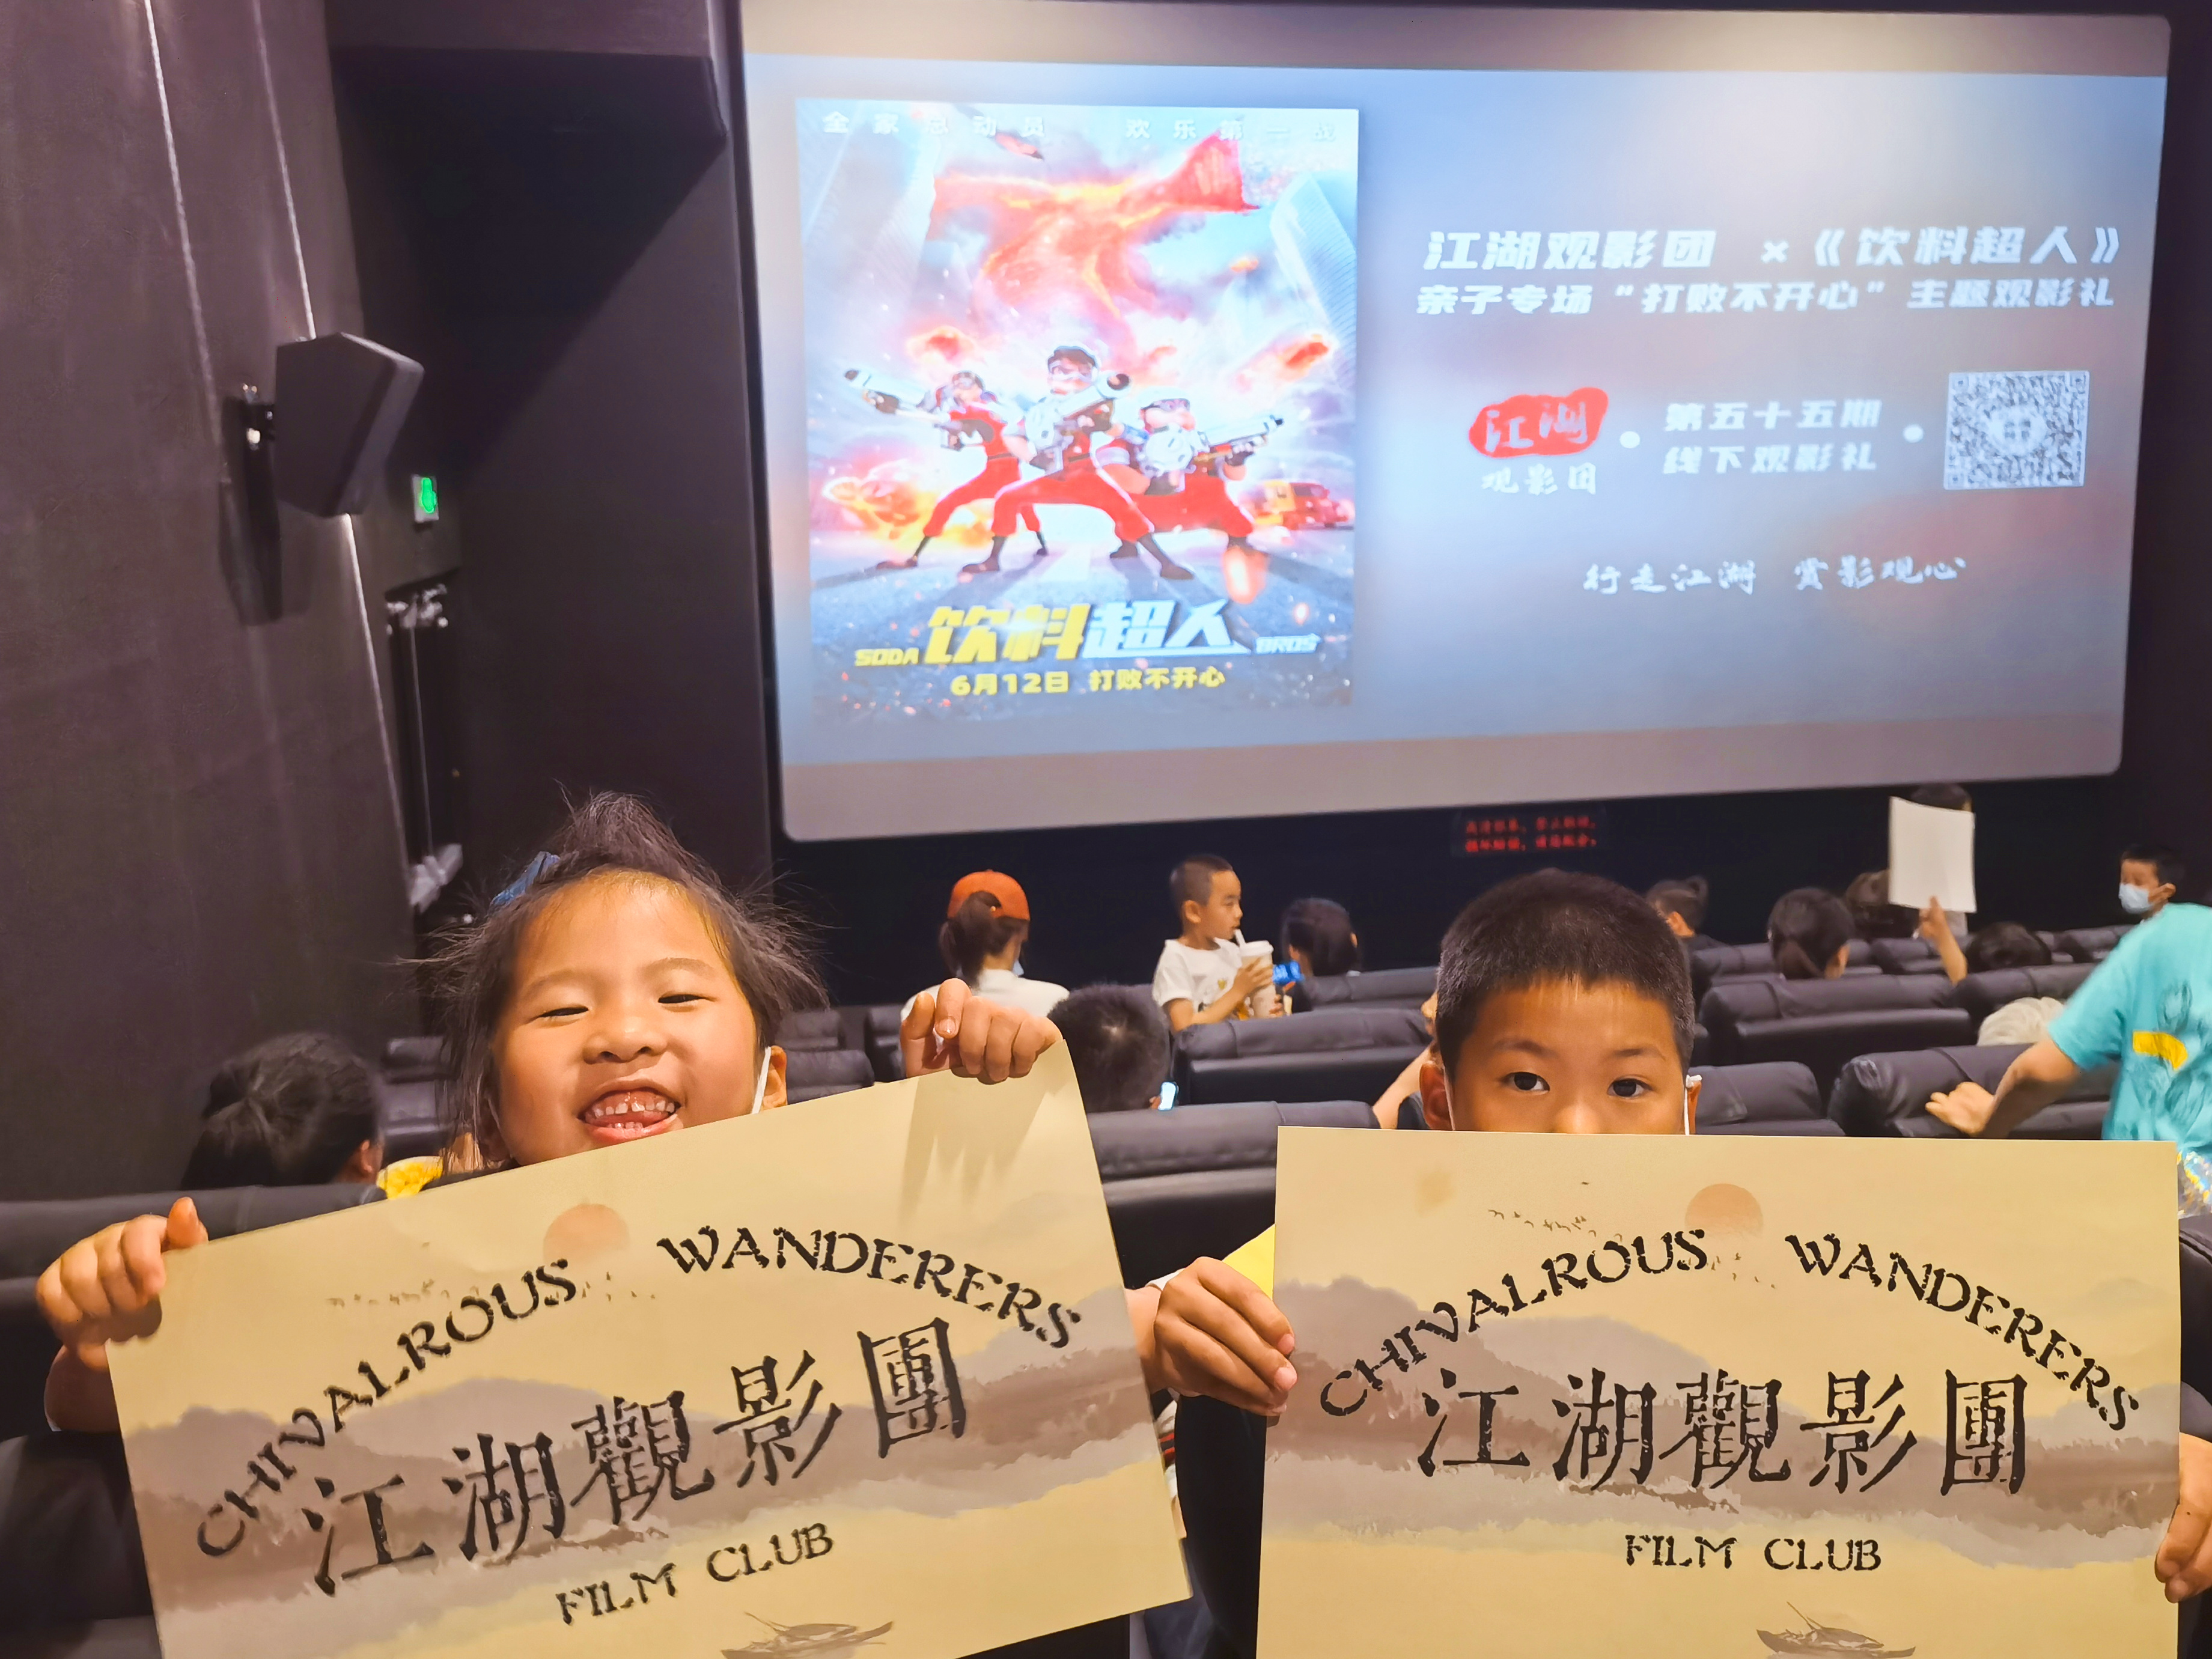 全家总动员 欢乐第一战
SODA 饮料超人 BROS
6月12日 打败不开心
江湖观影团 ×《饮料超人》
亲子专场“打败不开心”主题观影礼
江湖
观影团
第五十五期
线下观影礼
行走江湖 赏影观心
CHIVALROUS WANDERERS
江湖觀影團
FILM CLUB
CHIVALROUS WANDERERS
江湖觀影團
FILM CLUB